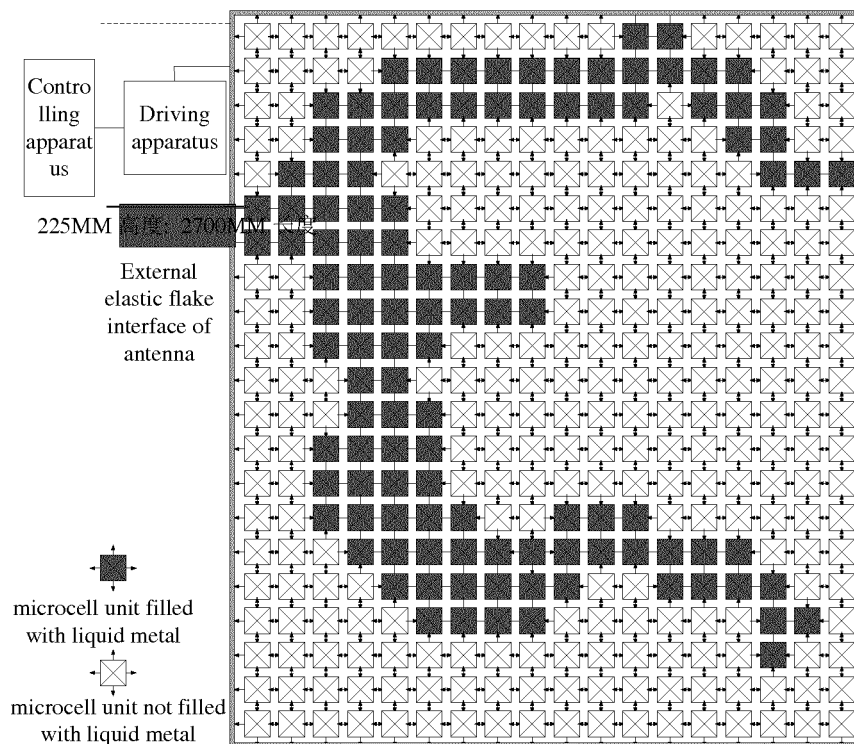 Contro
lling
apparat
us
Driving
apparatus
225MM 高度; 2700MM 长度
External
elastic flake
interface of
antenna
microcell unit filled
with liquid metal
microcell unit not filled
with liquid metal